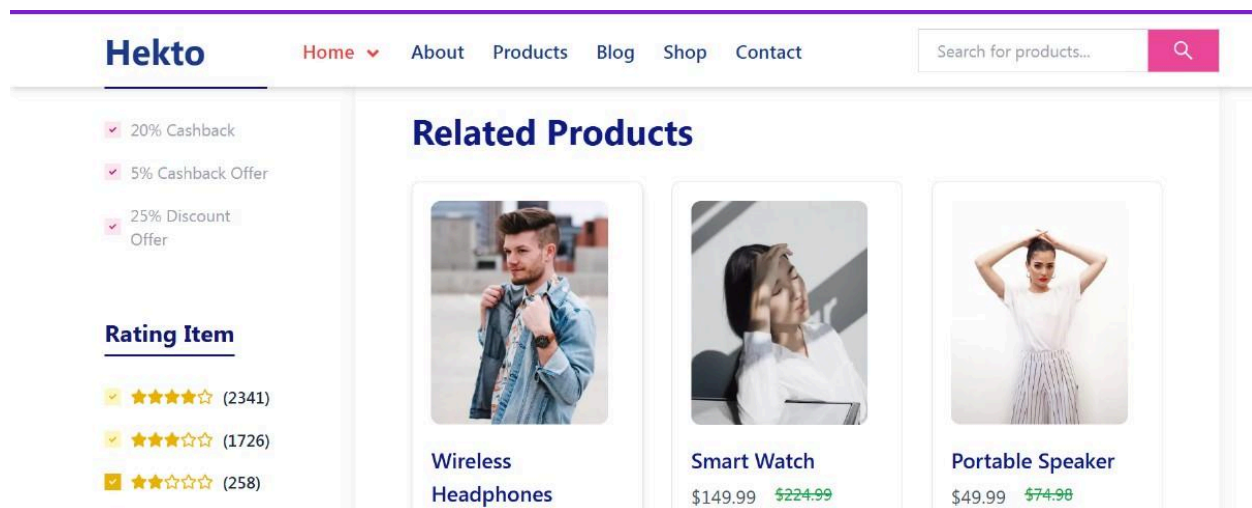 Hekto
Home
About
Products
Blog
Shop
Contact
Search for products...
20% Cashback
5% Cashback Offer
25% Discount
Offer
Rating Item
(2341)
(1726)
(258)
Related Products
Wireless
Headphones
Smart Watch
$149.99 $224.99
Portable Speaker
$49.99 $74.98